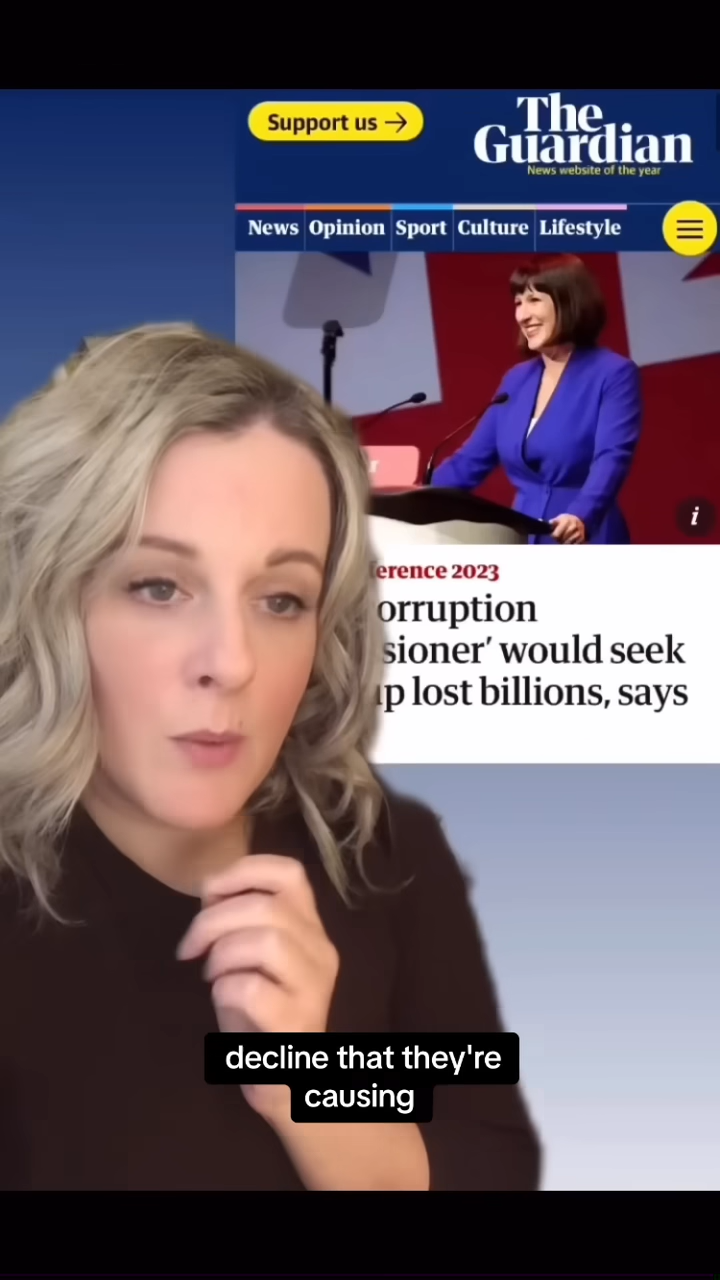 Support us →
The
Guardian
News website of the year
News Opinion Sport Culture Lifestyle
i
erence 2023
orruption
sioner’ would seek
p lost billions, says
decline that they're
causing